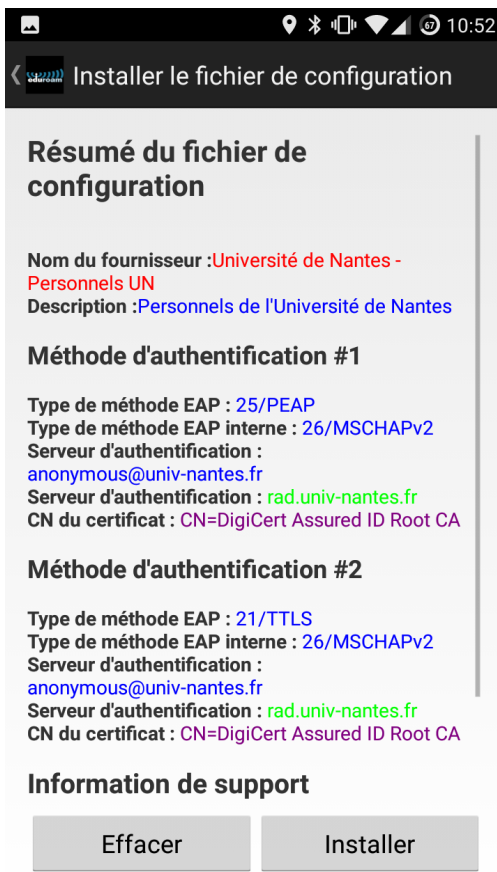 67 10:52
eduroam Installer le fichier de configuration
Résumé du fichier de
configuration
Nom du fournisseur :Université de Nantes -
Personnels UN
Description :Personnels de l'Université de Nantes
Méthode d'authentification #1
Type de méthode EAP : 25/PEAP
Type de méthode EAP interne : 26/MSCHAPv2
Serveur d'authentification :
anonymous@univ-nantes.fr
Serveur d'authentification : rad.univ-nantes.fr
CN du certificat : CN=DigiCert Assured ID Root CA
Méthode d'authentification #2
Type de méthode EAP : 21/TTLS
Type de méthode EAP interne : 26/MSCHAPv2
Serveur d'authentification :
anonymous@univ-nantes.fr
Serveur d'authentification : rad.univ-nantes.fr
CN du certificat : CN=DigiCert Assured ID Root CA
Information de support
Effacer Installer